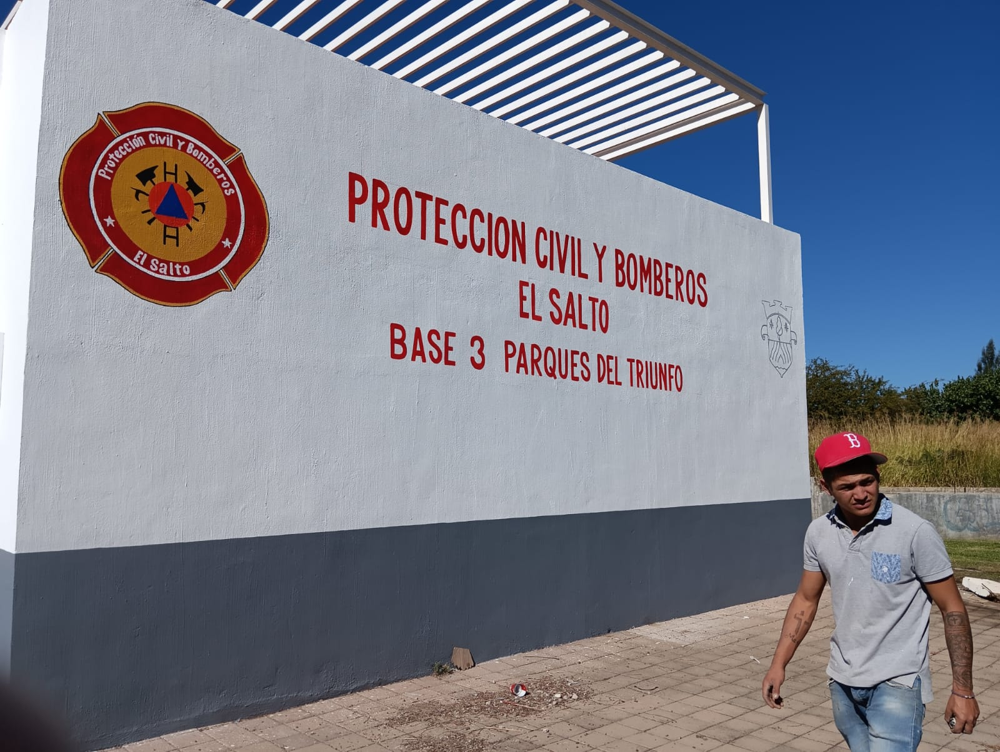 Protección Civil Y Bomberos
El Salto
PROTECCION CIVIL Y BOMBEROS
EL SALTO
BASE 3 PARQUES DEL TRIUNFO
B